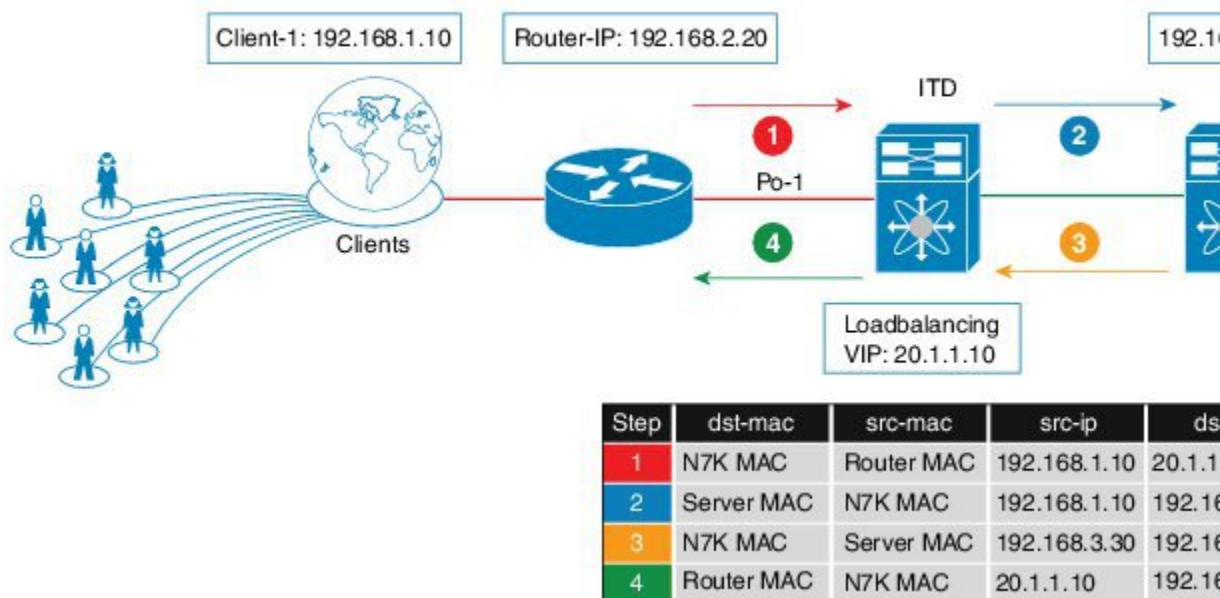 Client-1: 192.168.1.10
Router-IP: 192.168.2.20
ITD
1
2
Po-1
Clients
4
3
Loadbalancing
VIP: 20.1.1.10
Step dst-mac src-mac src-ip
1 N7K MAC Router MAC 192.168.1.10
2 Server MAC N7K MAC 192.168.1.10
3 N7K MAC Server MAC 192.168.3.30
4 Router MAC N7K MAC 20.1.1.10